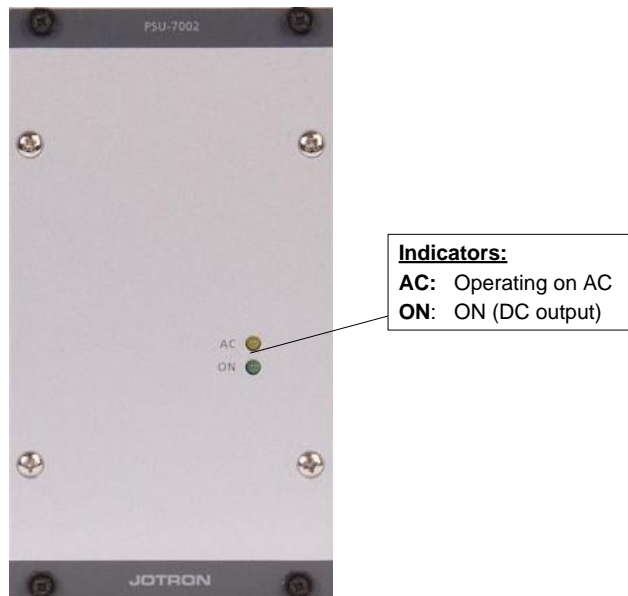 PSU-7002
Indicators:
AC: Operating on AC
ON: ON (DC output)
AC
ON
JOTRON